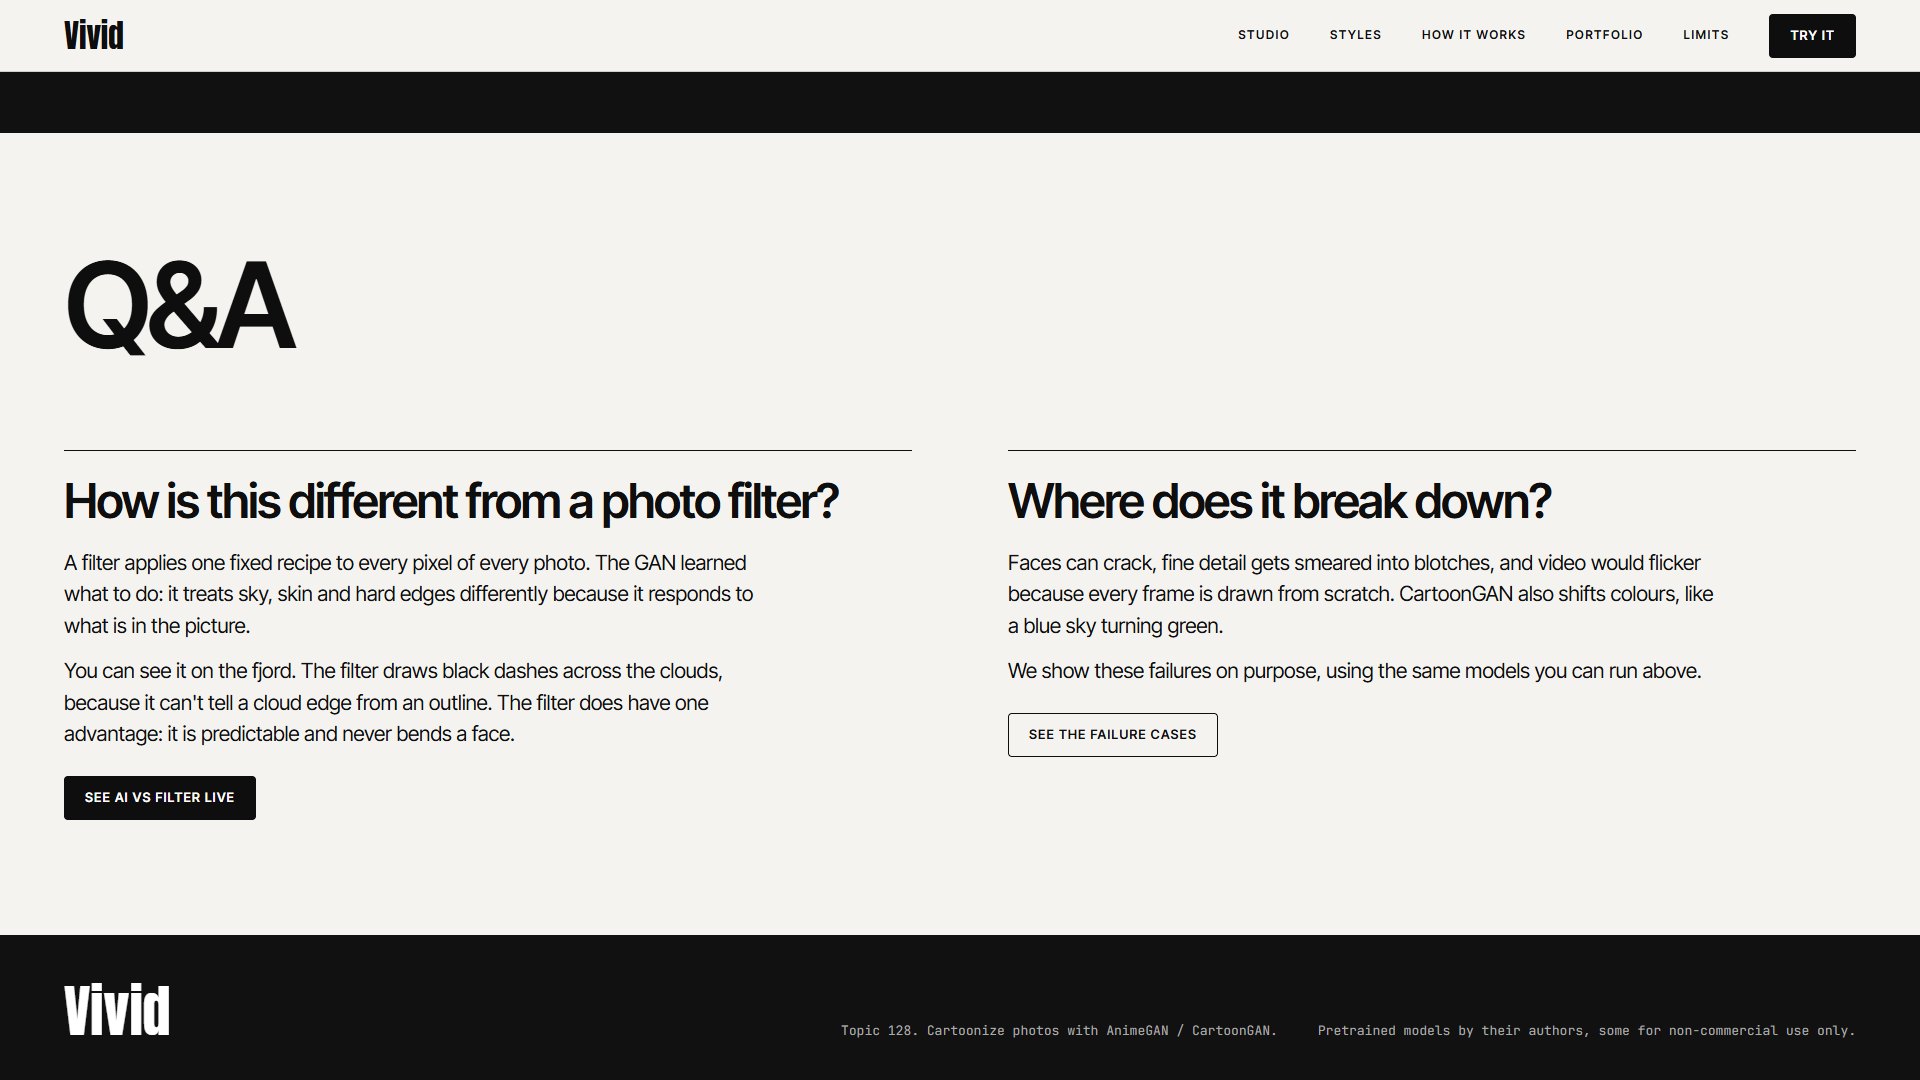 Vivid
STUDIO
STYLES
HOW IT WORKS
PORTFOLIO
LIMITS
TRY IT
Q&A
How is this different from a photo filter?
A filter applies one fixed recipe to every pixel of every photo. The GAN learned
what to do: it treats sky, skin and hard edges differently because it responds to
what is in the picture.
You can see it on the fjord. The filter draws black dashes across the clouds,
because it can't tell a cloud edge from an outline. The filter does have one
advantage: it is predictable and never bends a face.
SEE AI VS FILTER LIVE
Where does it break down?
Faces can crack, fine detail gets smeared into blotches, and video would flicker
because every frame is drawn from scratch. CartoonGAN also shifts colours, like
a blue sky turning green.
We show these failures on purpose, using the same models you can run above.
SEE THE FAILURE CASES
Vivid
Topic 128. Cartoonize photos with AnimeGAN / CartoonGAN.
Pretrained models by their authors, some for non-commercial use only.